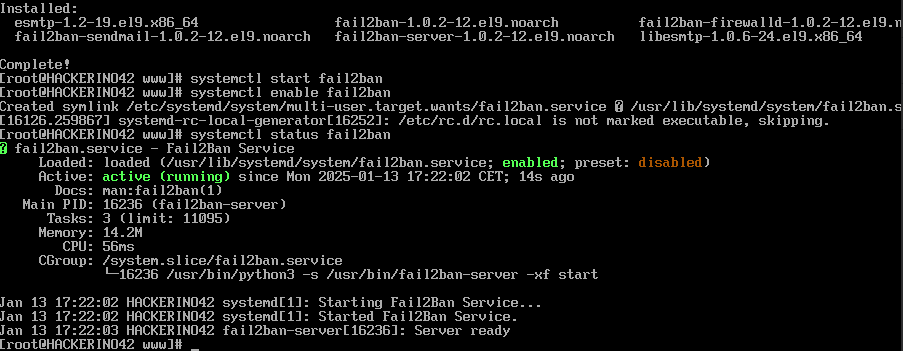 Installed:
  esmtp-1.2-19.el9.x86_64                 fail2ban-1.0.2-12.el9.noarch            fail2ban-firewalld-1.0.2-12.el9.n
  fail2ban-sendmail-1.0.2-12.el9.noarch   fail2ban-server-1.0.2-12.el9.noarch     libesmtp-1.0.6-24.el9.x86_64

Complete!
[root@HACKERINO42 www]# systemctl start fail2ban
[root@HACKERINO42 www]# systemctl enable fail2ban
Created symlink /etc/systemd/system/multi-user.target.wants/fail2ban.service ? /usr/lib/systemd/system/fail2ban.s
[16126.259867] systemd-rc-local-generator[16252]: /etc/rc.d/rc.local is not marked executable, skipping.
[root@HACKERINO42 www]# systemctl status fail2ban
? fail2ban.service - Fail2Ban Service
     Loaded: loaded (/usr/lib/systemd/system/fail2ban.service; enabled; preset: disabled)
     Active: active (running) since Mon 2025-01-13 17:22:02 CET; 14s ago
       Docs: man:fail2ban(1)
   Main PID: 16236 (fail2ban-server)
      Tasks: 3 (limit: 11095)
     Memory: 14.2M
        CPU: 56ms
     CGroup: /system.slice/fail2ban.service
             └─16236 /usr/bin/python3 -s /usr/bin/fail2ban-server -xf start

Jan 13 17:22:02 HACKERINO42 systemd[1]: Starting Fail2Ban Service...
Jan 13 17:22:02 HACKERINO42 systemd[1]: Started Fail2Ban Service.
Jan 13 17:22:03 HACKERINO42 fail2ban-server[16236]: Server ready
[root@HACKERINO42 www]# _